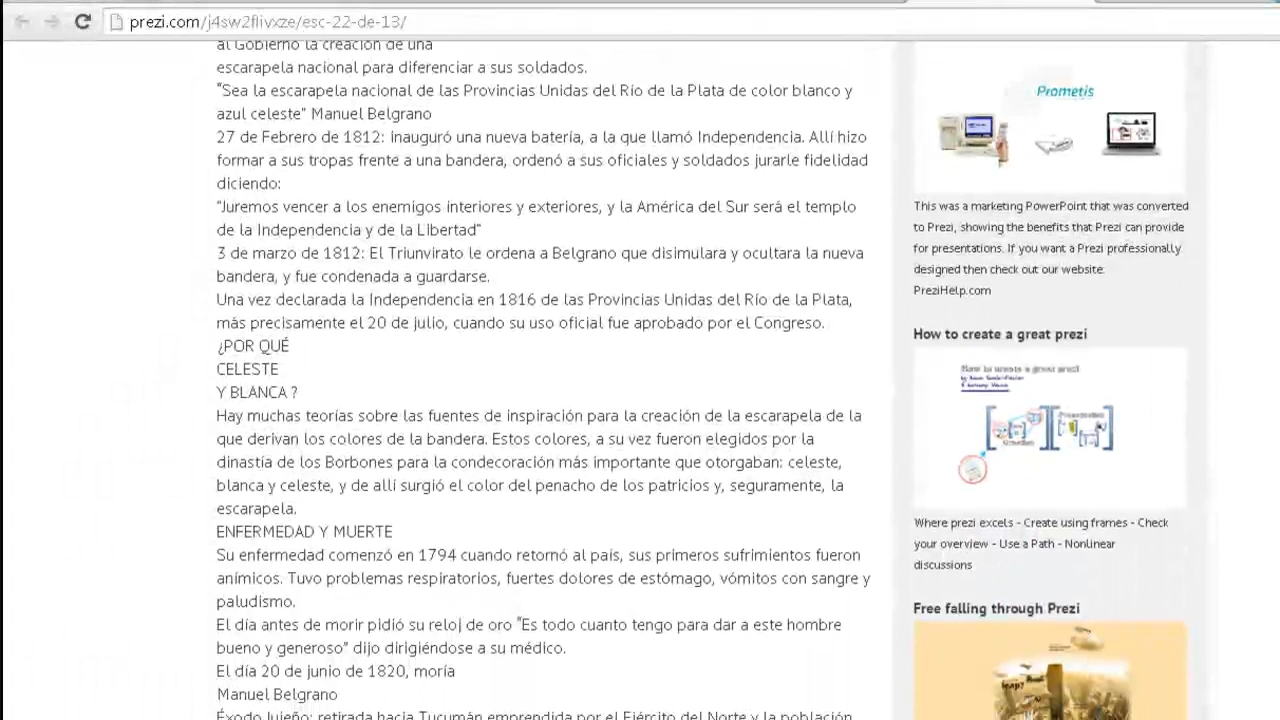 prezi.com/j4sw2flivxze/esc-22-de-13/
al Gobierno la creación de una
escarapela nacional para diferenciar a sus soldados.
"Sea la escarapela nacional de las Provincias Unidas del Río de la Plata de color blanco y
azul celeste" Manuel Belgrano
27 de Febrero de 1812: inauguró una nueva batería, a la que llamó Independencia. Allí hizo
formar a sus tropas frente a una bandera, ordenó a sus oficiales y soldados jurarle fidelidad
diciendo:
"Juremos vencer a los enemigos interiores y exteriores, y la América del Sur será el templo
de la Independencia y de la Libertad"
3 de marzo de 1812: El Triunvirato le ordena a Belgrano que disimulara y ocultara la nueva
bandera, y fue condenada a guardarse.
Una vez declarada la Independencia en 1816 de las Provincias Unidas del Río de la Plata,
más precisamente el 20 de julio, cuando su uso oficial fue aprobado por el Congreso.
¿POR QUÉ
CELESTE
Y BLANCA ?
Hay muchas teorías sobre las fuentes de inspiración para la creación de la escarapela de la
que derivan los colores de la bandera. Estos colores, a su vez fueron elegidos por la
dinastía de los Borbones para la condecoración más importante que otorgaban: celeste,
blanca y celeste, y de allí surgió el color del penacho de los patricios y, seguramente, la
escarapela.
ENFERMEDAD Y MUERTE
Su enfermedad comenzó en 1794 cuando retornó al país, sus primeros sufrimientos fueron
anímicos. Tuvo problemas respiratorios, fuertes dolores de estómago, vómitos con sangre y
paludismo.
El día antes de morir pidió su reloj de oro "Es todo cuanto tengo para dar a este hombre
bueno y generoso" dijo dirigiéndose a su médico.
El día 20 de junio de 1820, moría
Manuel Belgrano
Éxodo Jujeño: retirada hacia Tucumán emprendida por el Ejército del Norte y la población
Prometis
This was a marketing PowerPoint that was converted
to Prezi, showing the benefits that Prezi can provide
for presentations. If you want a Prezi professionally
designed then check out our website:
PreziHelp.com
How to create a great prezi
How to create a great prezi
Where prezi excels - Create using frames - Check
your overview - Use a Path - Nonlinear
discussions
Free falling through Prezi